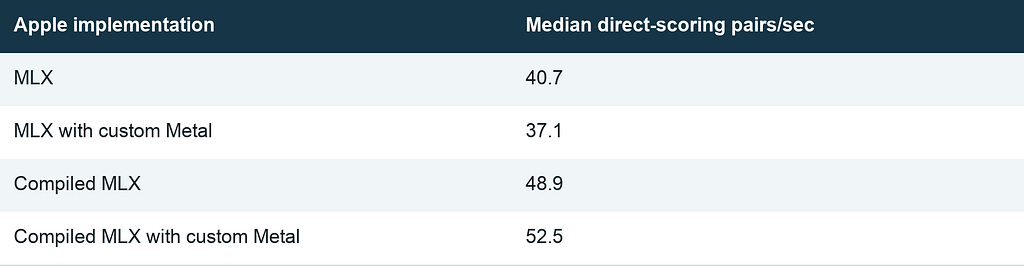 Apple implementation Median direct-scoring pairs/sec
MLX 40.7
MLX with custom Metal 37.1
Compiled MLX 48.9
Compiled MLX with custom Metal 52.5